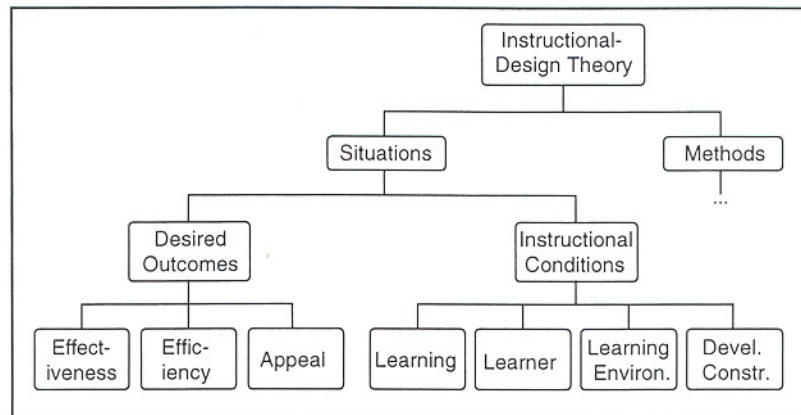 Instructional-
Design Theory
Situations
Methods
...
Desired
Outcomes
Instructional
Conditions
Effect-
iveness
Effic-
iency
Appeal
Learning
Learner
Learning
Environ.
Devel.
Constr.